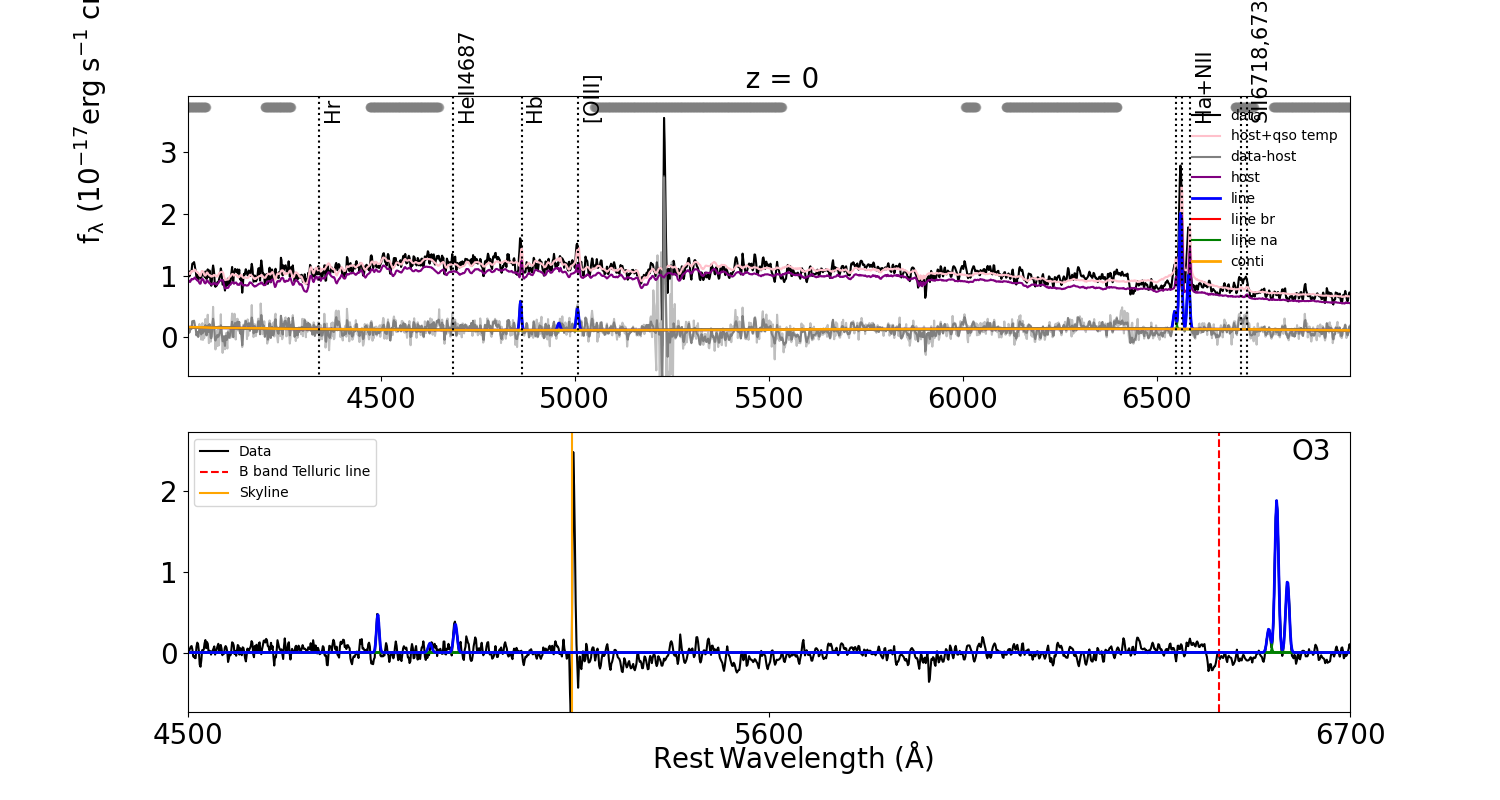 z = 0
fλ (10−17erg s−1 c
Hr
HeII4687
Hb
[OIII]
Ha+NII
SII6718,673
data
host+qso temp
data-host
host
line
line br
line na
conti
3
2
1
0
4500 5000 5500 6000 6500
O3
Data
B band Telluric line
Skyline
2
1
0
4500 5600 6700
Rest Wavelength (Å)